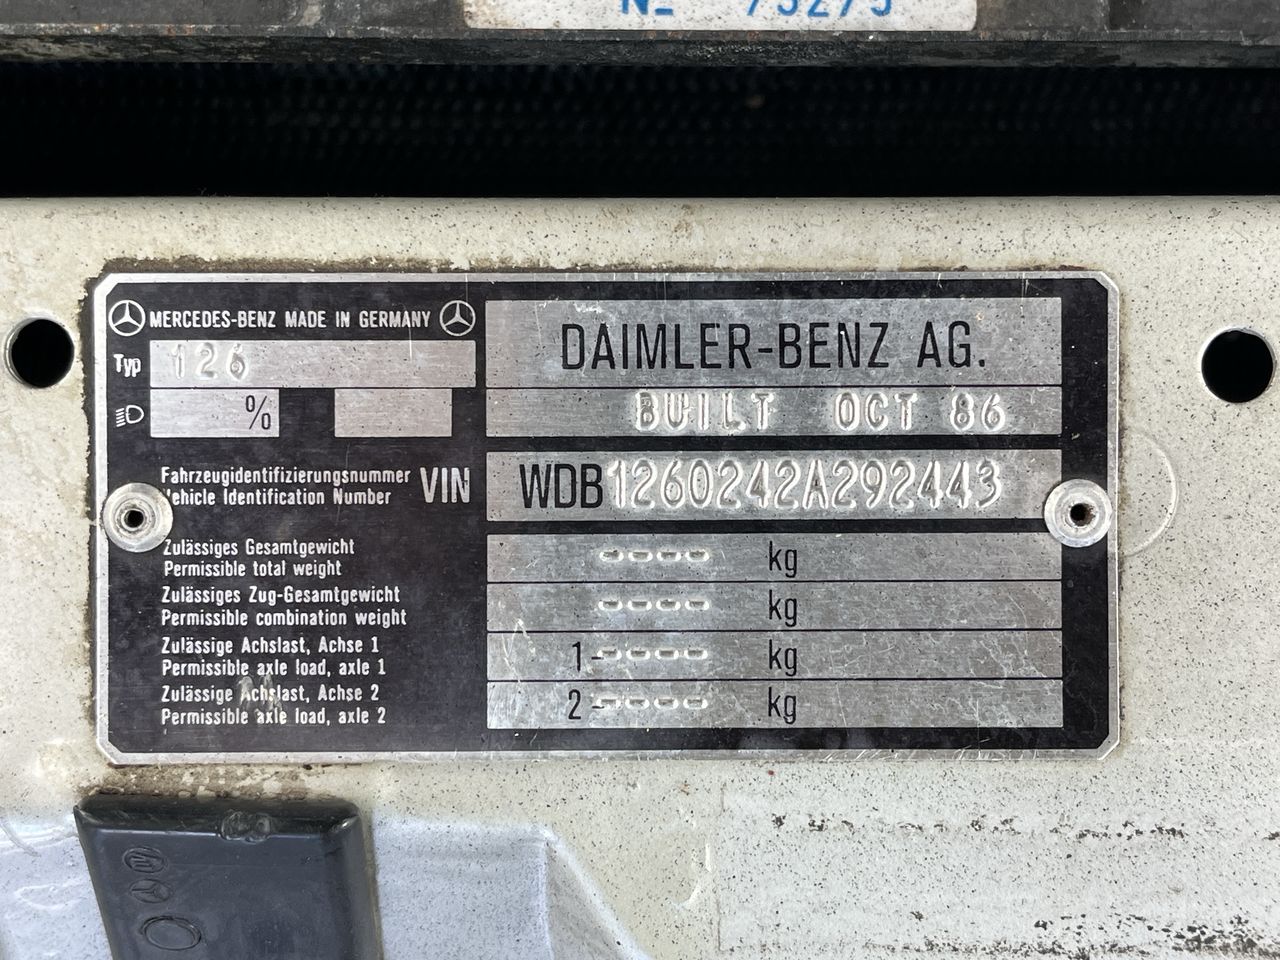 No 73273
MERCEDES-BENZ MADE IN GERMANY
Typ 126
%
DAIMLER-BENZ AG.
BUILT OCT 86
Fahrzeugidentifizierungsnummer
Vehicle Identification Number
VIN
WDB1260242A292443
Zulässiges Gesamtgewicht
Permissible total weight
---- kg
Zulässiges Zug-Gesamtgewicht
Permissible combination weight
---- kg
Zulässige Achslast, Achse 1
Permissible axle load, axle 1
1- ---- kg
Zulässige Achslast, Achse 2
Permissible axle load, axle 2
2- ---- kg